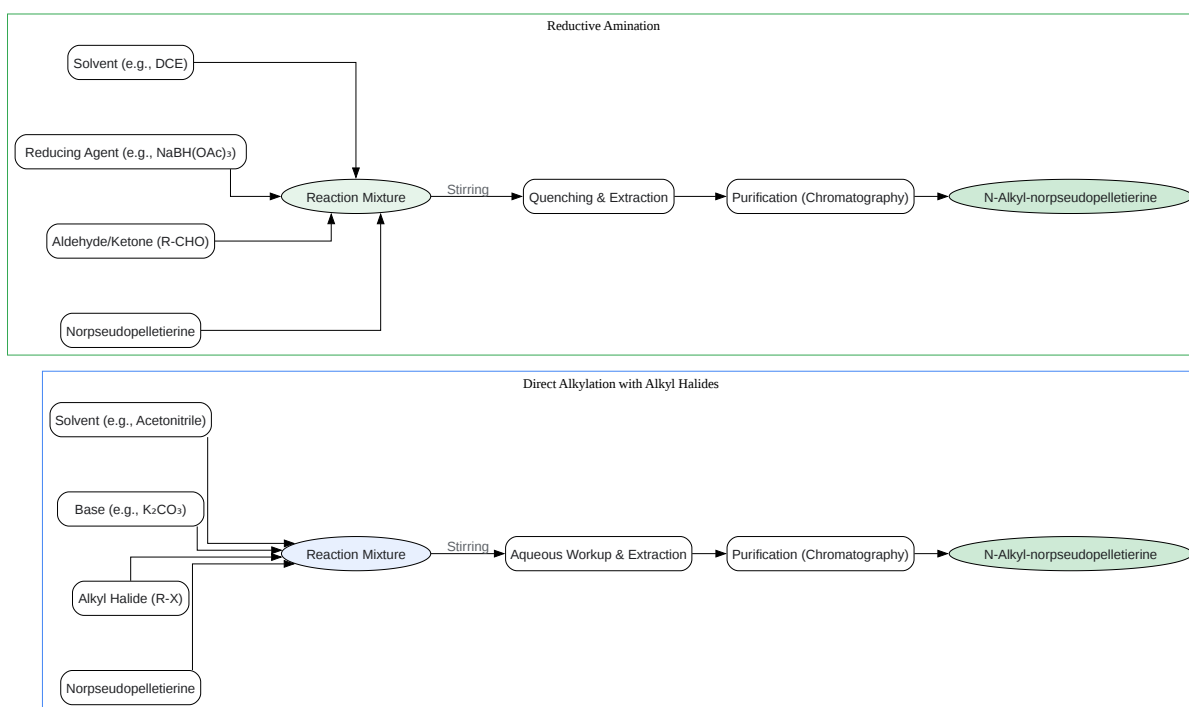 Reductive Amination
Solvent (e.g., DCE)
Reducing Agent (e.g., NaBH(OAc)₃)
Reaction Mixture
Stirring
Quenching & Extraction
Purification (Chromatography)
N-Alkyl-norpseudopelletierine
Aldehyde/Ketone (R-CHO)
Norpseudopelletierine
Direct Alkylation with Alkyl Halides
Solvent (e.g., Acetonitrile)
Base (e.g., K₂CO₃)
Reaction Mixture
Stirring
Aqueous Workup & Extraction
Purification (Chromatography)
N-Alkyl-norpseudopelletierine
Alkyl Halide (R-X)
Norpseudopelletierine